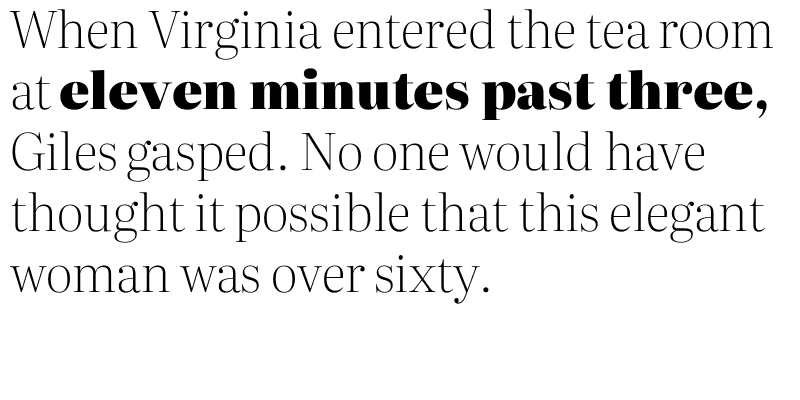 When Virginia entered the tea room
at eleven minutes past three,
Giles gasped. No one would have
thought it possible that this elegant
woman was over sixty.